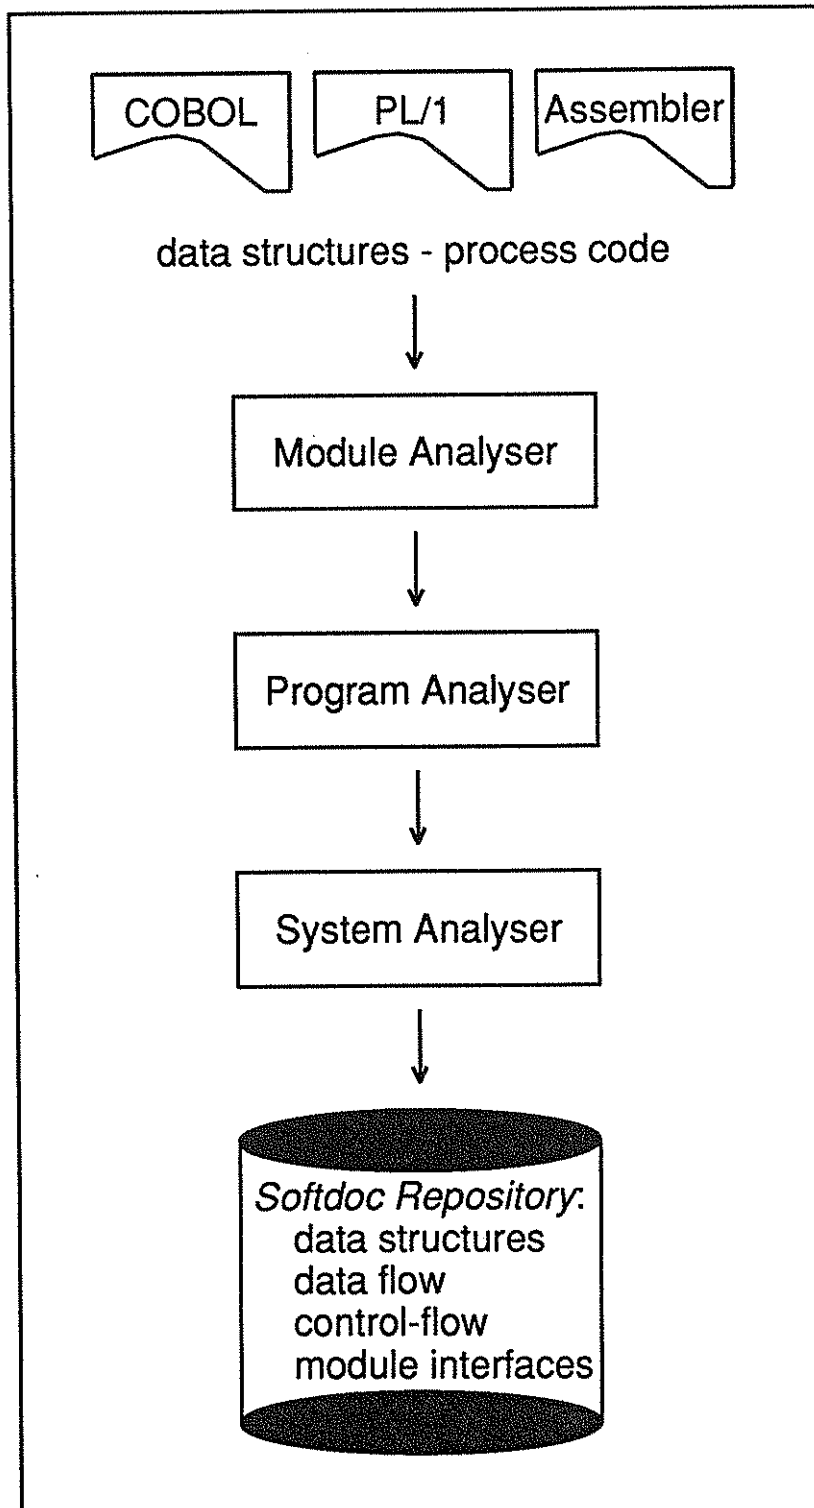 COBOL PL/1 Assembler
data structures - process code
Module Analyser
Program Analyser
System Analyser
Softdoc Repository:
data structures
data flow
control-flow
module interfaces